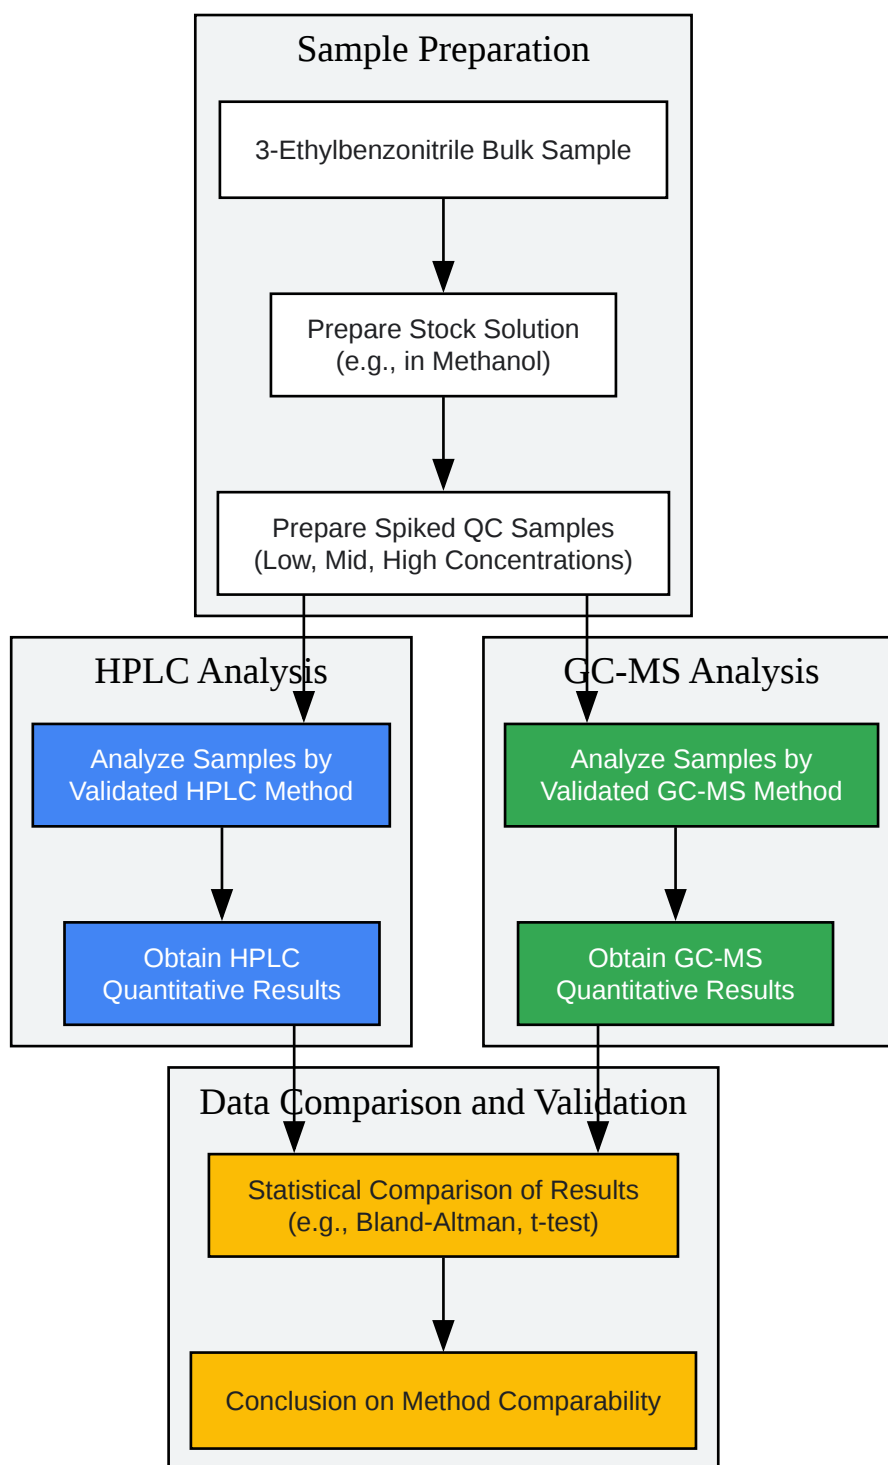 Sample Preparation
3-Ethylbenzonitrile Bulk Sample
Prepare Stock Solution
(e.g., in Methanol)
Prepare Spiked QC Samples
(Low, Mid, High Concentrations)
HPLC Analysis
Analyze Samples by
Validated HPLC Method
Obtain HPLC
Quantitative Results
GC-MS Analysis
Analyze Samples by
Validated GC-MS Method
Obtain GC-MS
Quantitative Results
Data Comparison and Validation
Statistical Comparison of Results
(e.g., Bland-Altman, t-test)
Conclusion on Method Comparability